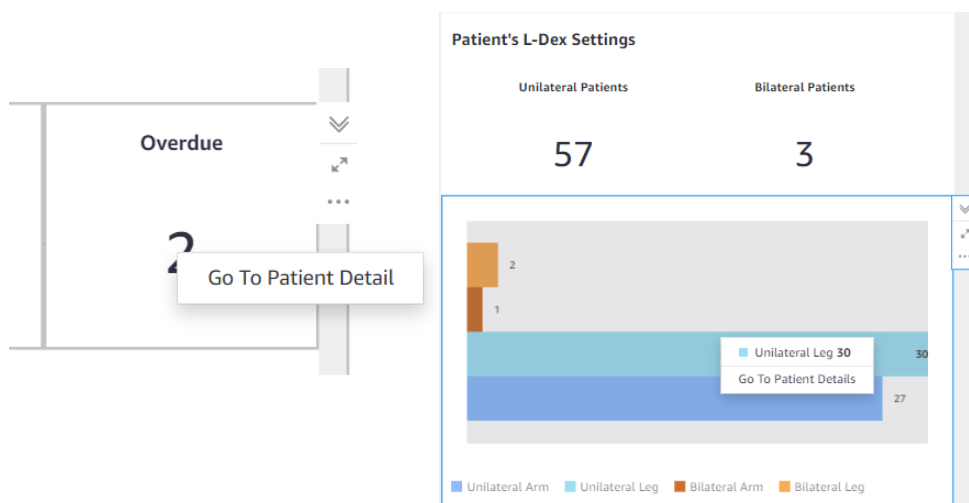 Overdue
2
Go To Patient Detail
Patient's L-Dex Settings
Unilateral Patients Bilateral Patients
57 3
2
1
Unilateral Leg 30
30
Go To Patient Details
27
Unilateral Arm Unilateral Leg Bilateral Arm Bilateral Leg